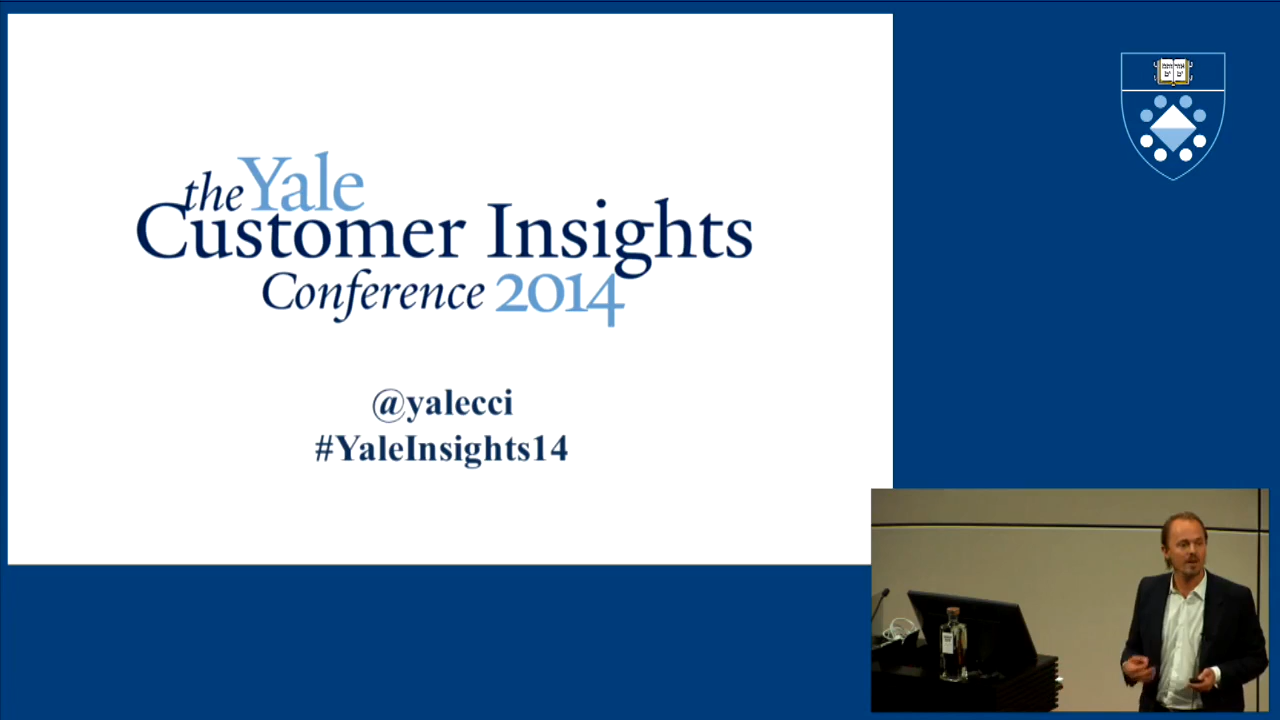 the Yale
Customer Insights
Conference 2014
@yalecci
#YaleInsights14